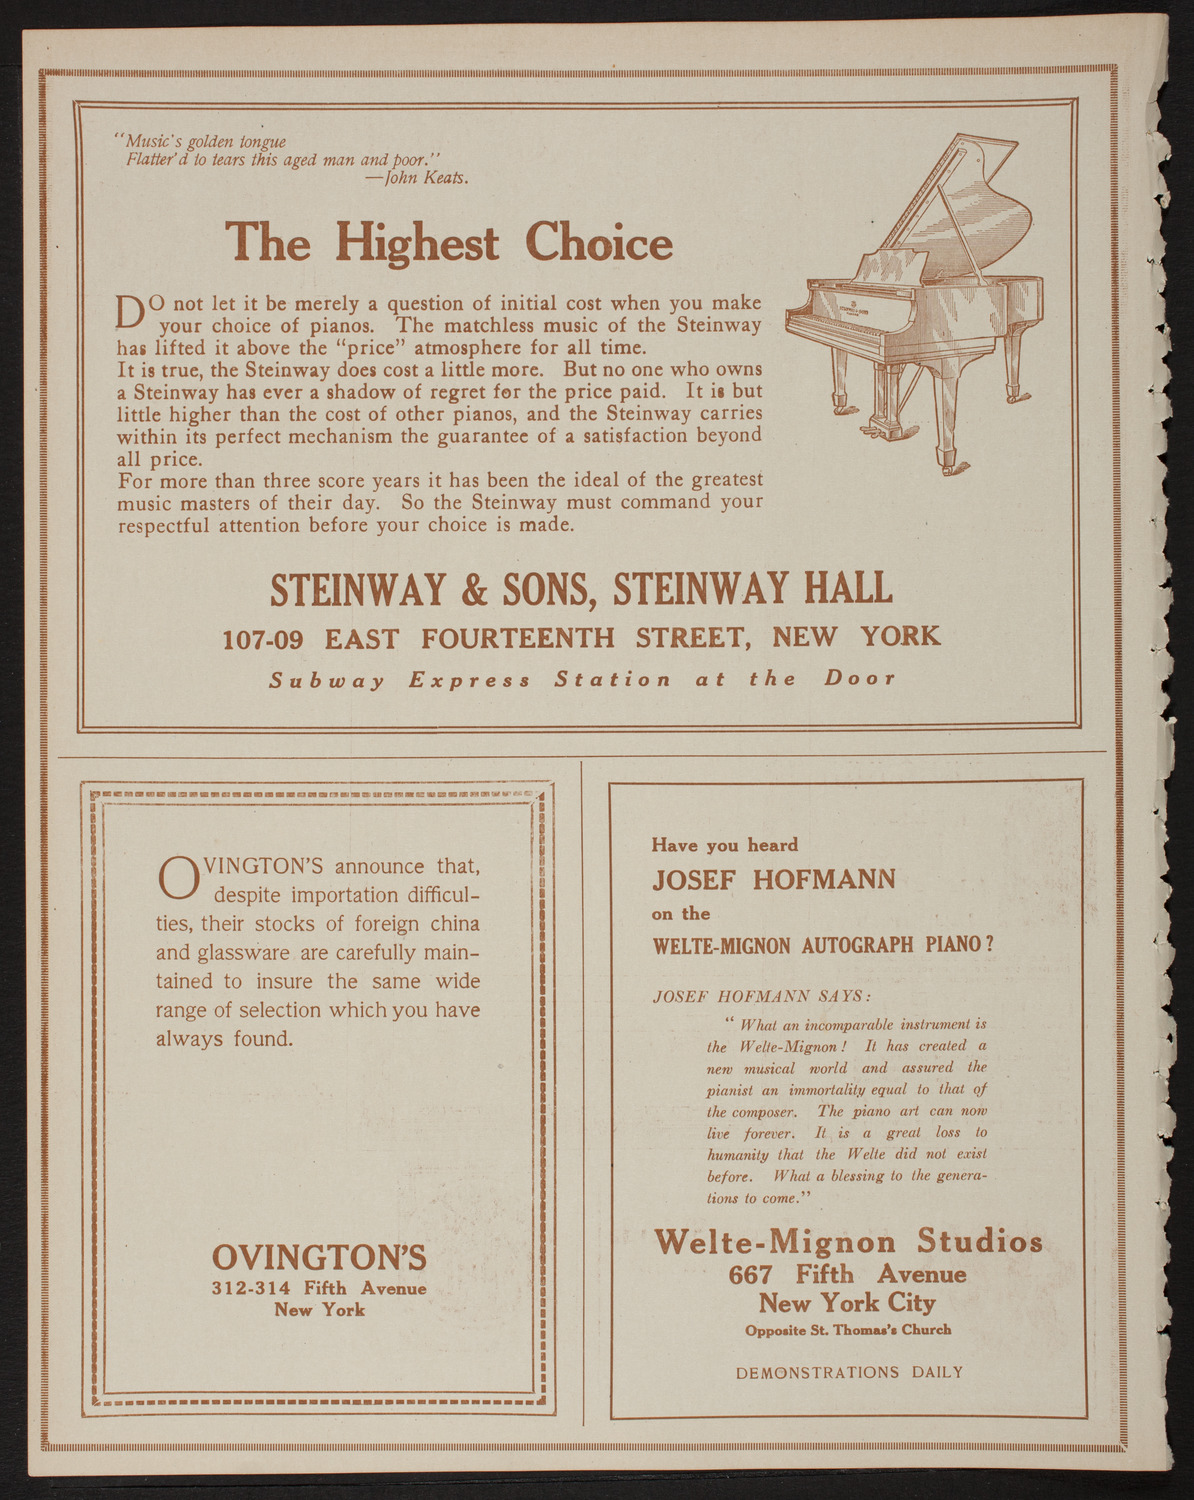 “Music's golden tongue
Flatter'd to tears this aged man and poor.”
—John Keats.
The Highest Choice
DO not let it be merely a question of initial cost when you make
your choice of pianos. The matchless music of the Steinway
has lifted it above the “price” atmosphere for all time.
It is true, the Steinway does cost a little more. But no one who owns
a Steinway has ever a shadow of regret for the price paid. It is but
little higher than the cost of other pianos, and the Steinway carries
within its perfect mechanism the guarantee of a satisfaction beyond
all price.
For more than three score years it has been the ideal of the greatest
music masters of their day. So the Steinway must command your
respectful attention before your choice is made.
STEINWAY & SONS, STEINWAY HALL
107-09 EAST FOURTEENTH STREET, NEW YORK
Subway Express Station at the Door
OVINGTON'S announce that,
despite importation difficul-
ties, their stocks of foreign china
and glassware are carefully main-
tained to insure the same wide
range of selection which you have
always found.
OVINGTON'S
312-314 Fifth Avenue
New York
Have you heard
JOSEF HOFMANN
on the
WELTE-MIGNON AUTOGRAPH PIANO?
JOSEF HOFMANN SAYS:
“What an incomparable instrument is
the Welte-Mignon! It has created a
new musical world and assured the
pianist an immortality equal to that of
the composer. The piano art can now
live forever. It is a great loss to
humanity that the Welte did not exist
before. What a blessing to the genera-
tions to come.”
Welte-Mignon Studios
667 Fifth Avenue
New York City
Opposite St. Thomas's Church
DEMONSTRATIONS DAILY